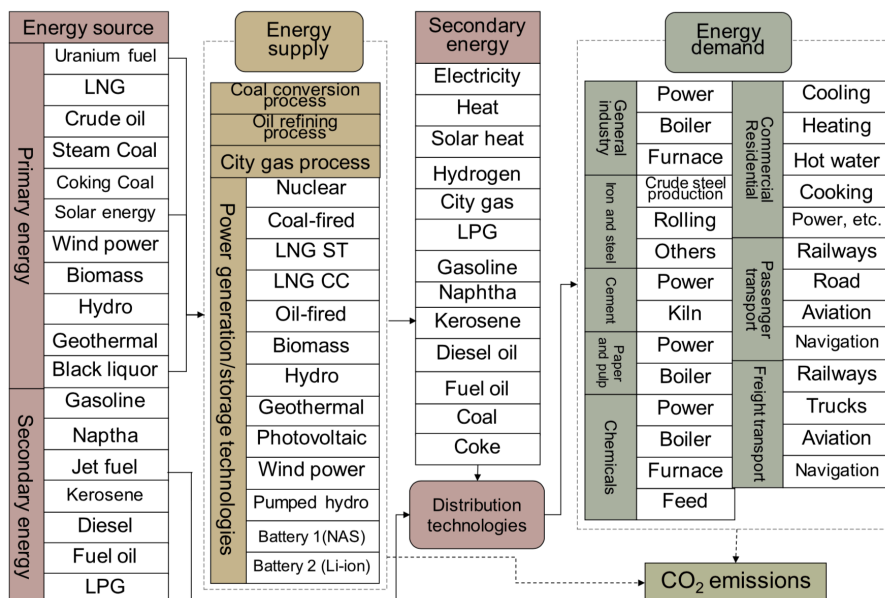 Energy source
Primary energy
Uranium fuel
LNG
Crude oil
Steam Coal
Coking Coal
Solar energy
Wind power
Biomass
Hydro
Geothermal
Black liquor
Secondary energy
Gasoline
Naptha
Jet fuel
Kerosene
Diesel
Fuel oil
LPG
Energy
supply
Coal conversion
process
Oil refining
process
City gas process
Power generation/storage technologies
Nuclear
Coal-fired
LNG ST
LNG CC
Oil-fired
Biomass
Hydro
Geothermal
Photovoltaic
Wind power
Pumped hydro
Battery 1(NAS)
Battery 2 (Li-ion)
Secondary
energy
Electricity
Heat
Solar heat
Hydrogen
City gas
LPG
Gasoline
Naphtha
Kerosene
Diesel oil
Fuel oil
Coal
Coke
Distribution
technologies
Energy
demand
General
industry
Power
Boiler
Furnace
Iron and steel
Crude steel
production
Rolling
Others
Cement
Power
Kiln
Paper
and pulp
Power
Boiler
Chemicals
Power
Boiler
Furnace
Feed
Commercial
Residential
Cooling
Heating
Hot water
Cooking
Power, etc.
Passenger
transport
Railways
Road
Aviation
Navigation
Freight transport
Railways
Trucks
Aviation
Navigation
CO₂ emissions